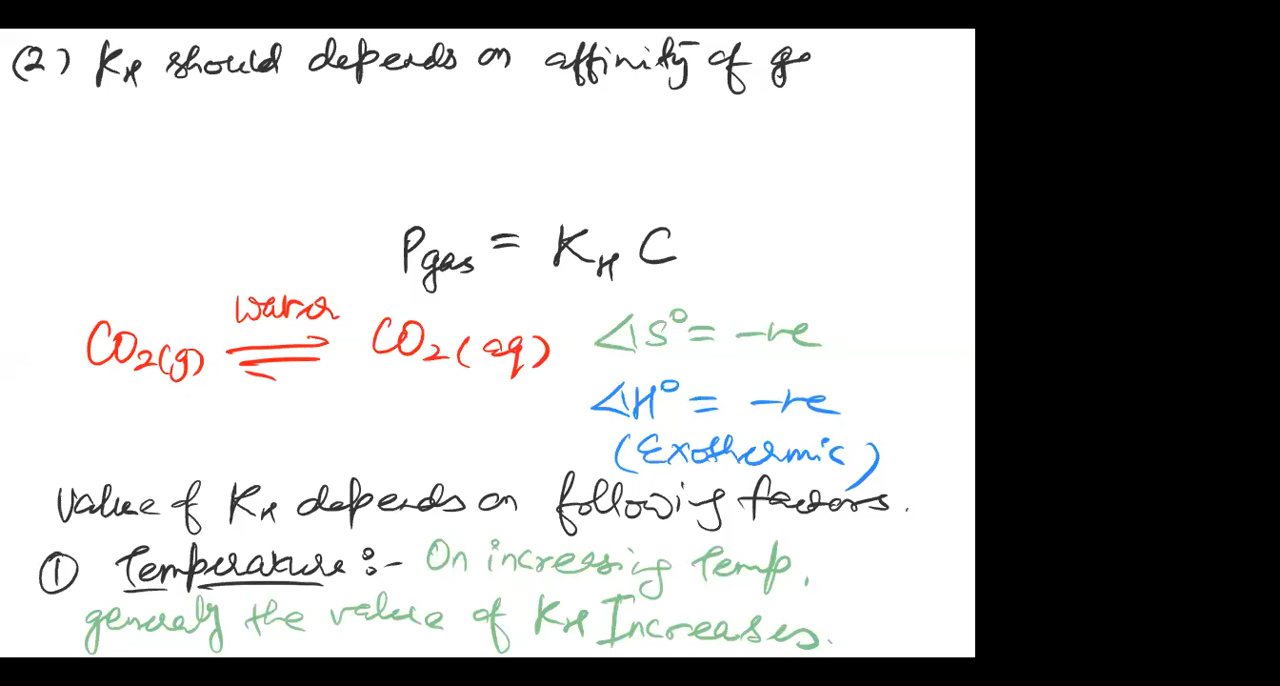 (2) KH should depends on affinity of ga
Pgas = KH C
water
CO2(g) ⇌ CO2(aq) ΔS° = -ve
ΔH° = -ve
(Exothermic)
Value of KH depends on following factors.
① Temperature :- On increasing Temp,
generaly the value of KH Increases.